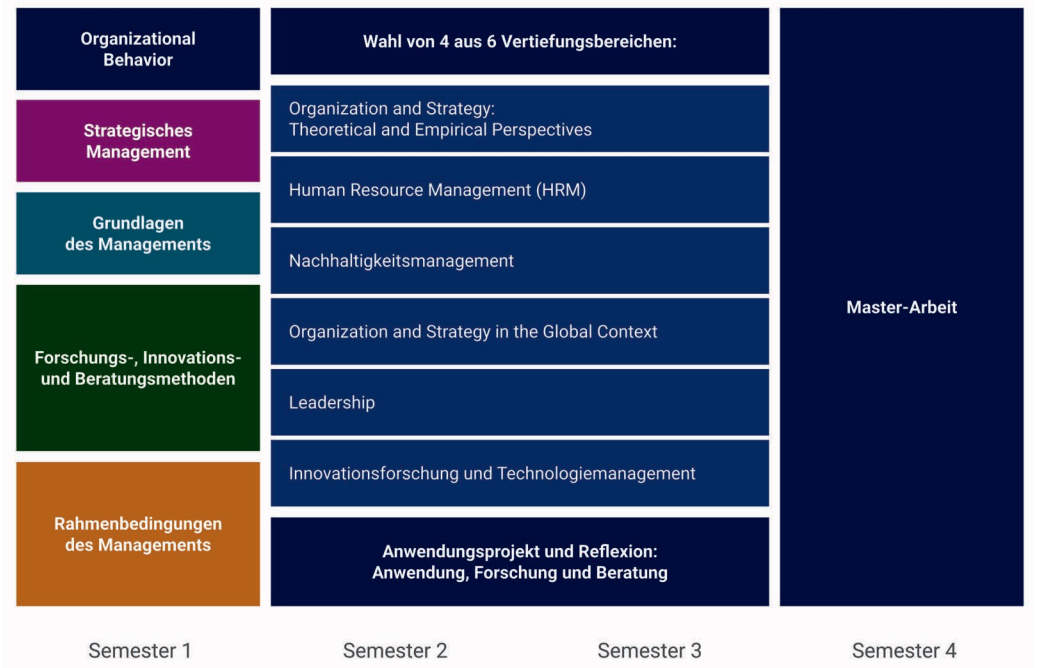 Organizational
Behavior
Strategisches
Management
Grundlagen
des Managements
Forschungs-, Innovations-
und Beratungsmethoden
Rahmenbedingungen
des Managements
Wahl von 4 aus 6 Vertiefungsbereichen:
Organization and Strategy:
Theoretical and Empirical Perspectives
Human Resource Management (HRM)
Nachhaltigkeitsmanagement
Organization and Strategy in the Global Context
Leadership
Innovationsforschung und Technologiemanagement
Anwendungsprojekt und Reflexion:
Anwendung, Forschung und Beratung
Master-Arbeit
Semester 1
Semester 2
Semester 3
Semester 4